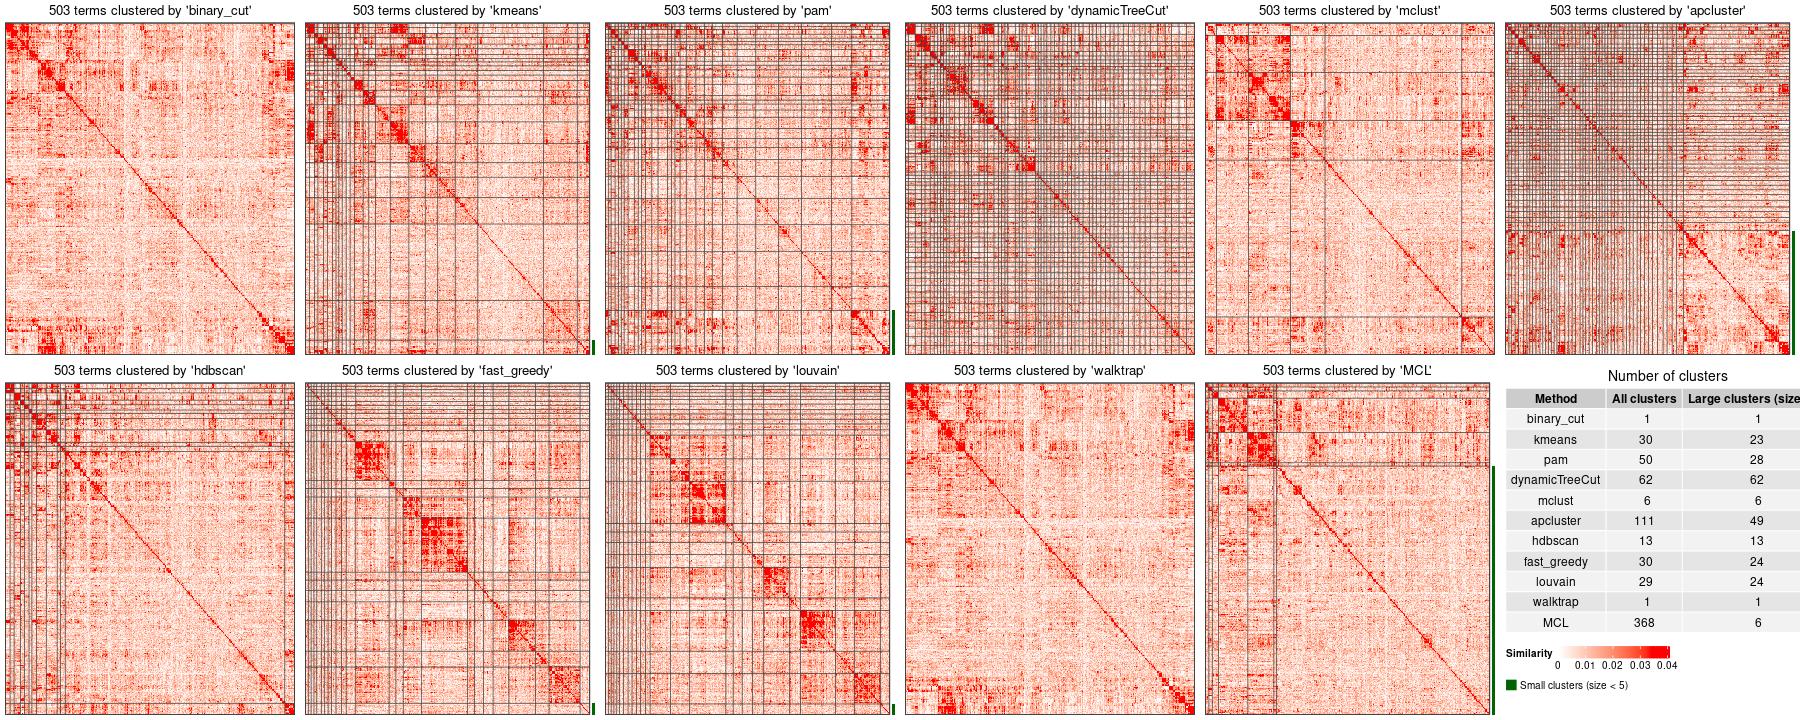 503 terms clustered by 'binary_cut'
503 terms clustered by 'kmeans'
503 terms clustered by 'pam'
503 terms clustered by 'dynamicTreeCut'
503 terms clustered by 'mclust'
503 terms clustered by 'apcluster'
503 terms clustered by 'hdbscan'
503 terms clustered by 'fast_greedy'
503 terms clustered by 'louvain'
503 terms clustered by 'walktrap'
503 terms clustered by 'MCL'
Number of clusters
Method All clusters Large clusters (size
binary_cut 1 1
kmeans 30 23
pam 50 28
dynamicTreeCut 62 62
mclust 6 6
apcluster 111 49
hdbscan 13 13
fast_greedy 30 24
louvain 29 24
walktrap 1 1
MCL 368 6
Similarity
0 0.01 0.02 0.03 0.04
Small clusters (size < 5)